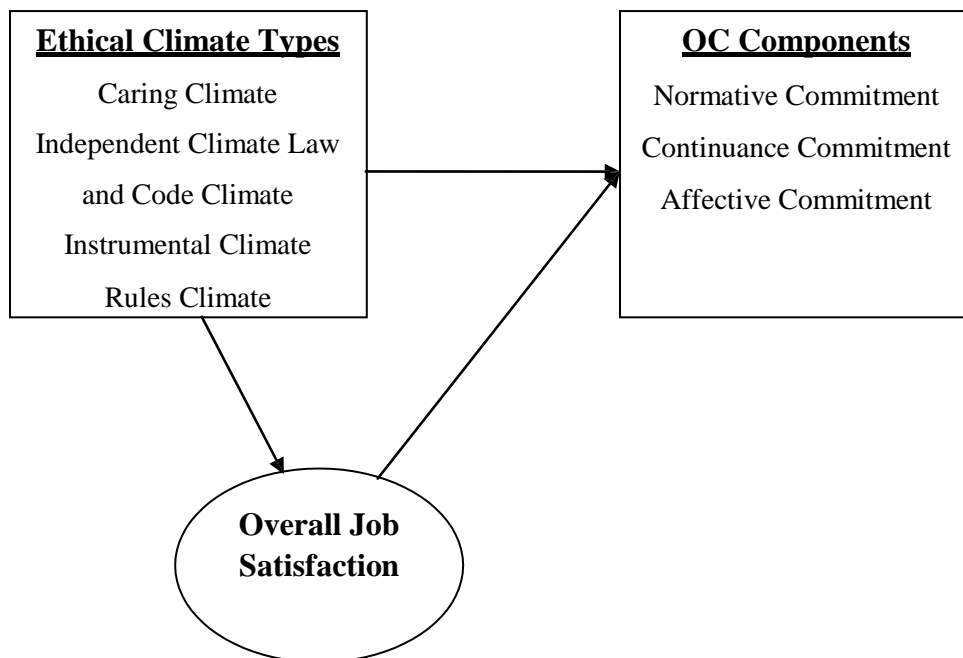 Ethical Climate Types
Caring Climate
Independent Climate Law
and Code Climate
Instrumental Climate
Rules Climate
OC Components
Normative Commitment
Continuance Commitment
Affective Commitment
Overall Job
Satisfaction